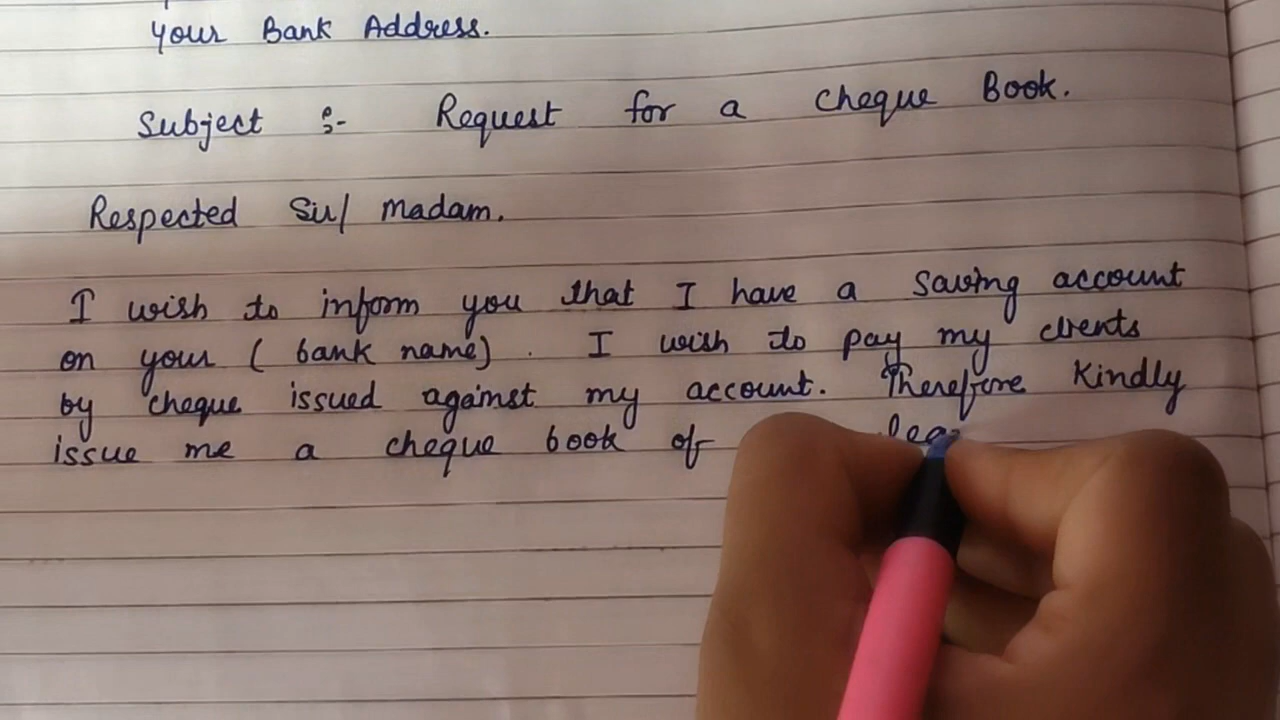 your Bank Address.
Subject :- Request for a cheque Book.
Respected Sir/ Madam.
I wish to inform you that I have a saving account
on your ( bank name) . I wish to pay my clients
by cheque issued against my account. Therefore Kindly
issue me a cheque book of